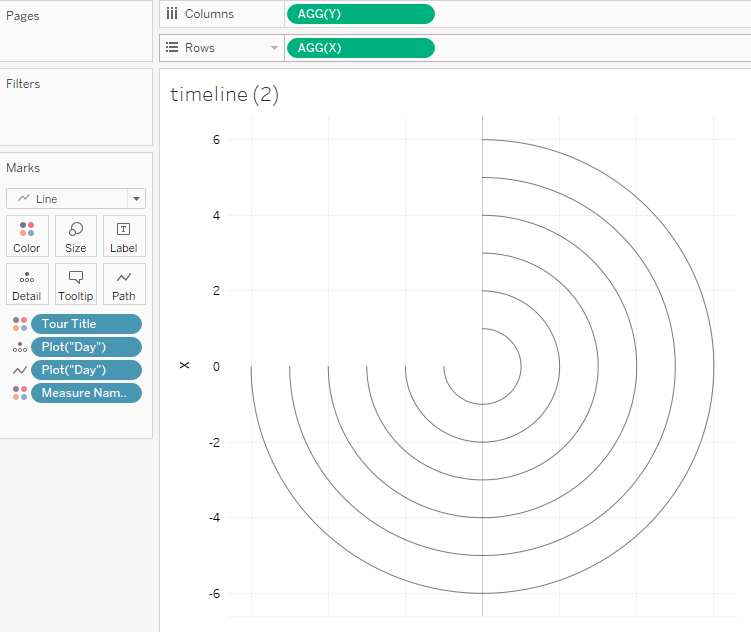 Pages
Columns
AGG(Y)
Rows
AGG(X)
Filters
Marks
Line
Color
Size
Label
Detail
Tooltip
Path
Tour Title
Plot("Day")
Plot("Day")
Measure Nam..
timeline (2)
6
4
2
0
-2
-4
-6
X